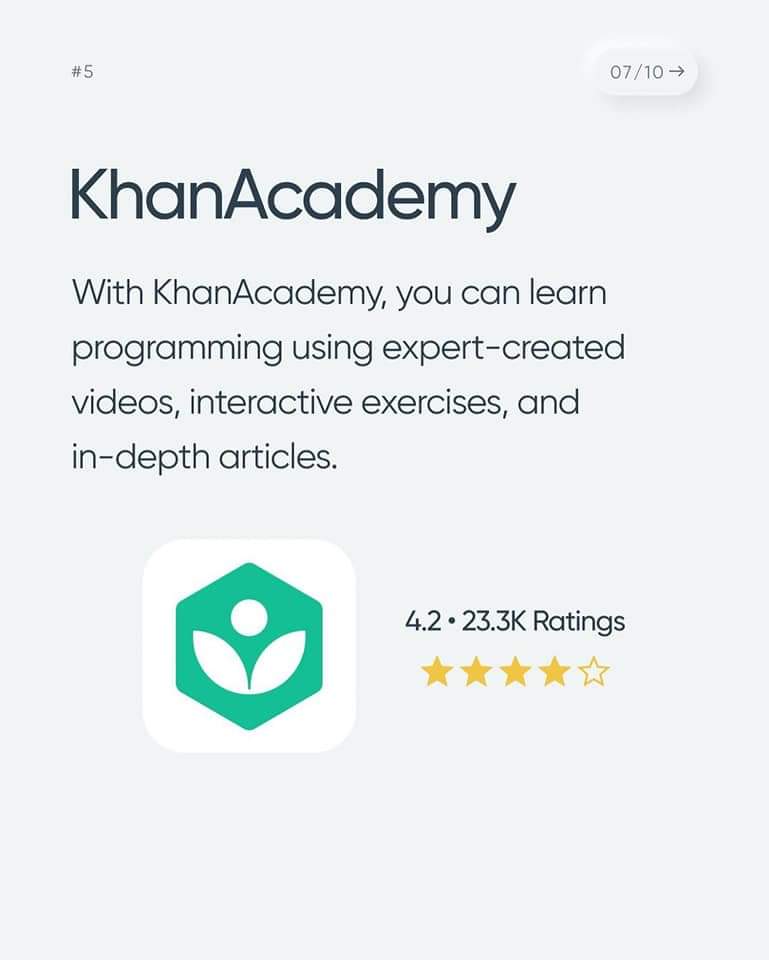 #5
07/10 →
KhanAcademy
With KhanAcademy, you can learn
programming using expert-created
videos, interactive exercises, and
in-depth articles.
4.2 • 23.3K Ratings